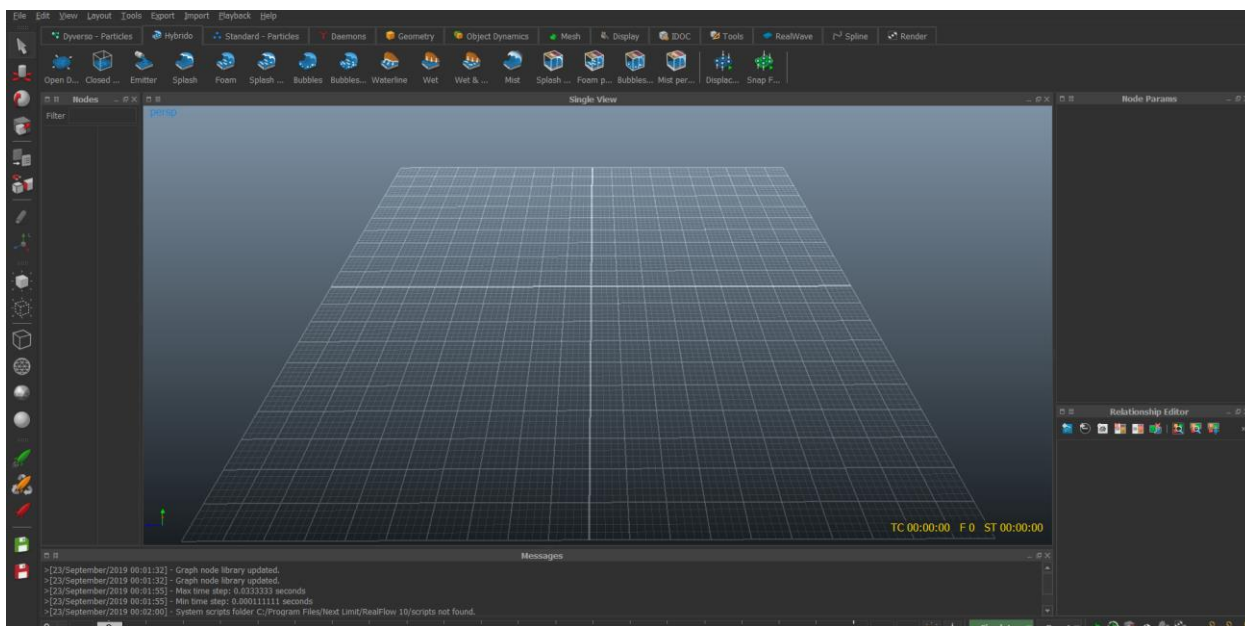 File Edit View Layout Tools Export Import Playback Help
Dyverso - Particles Hybrido Standard - Particles Daemons Geometry Object Dynamics Mesh Display IDOC Tools RealWave Spline Render
Open D... Closed ... Emitter Splash Foam Splash ... Bubbles Bubbles... Waterline Wet Wet & ... Mist Splash ... Foam p... Bubbles... Mist per... Displac... Snap F...
Nodes Single View Node Params
Filter
persp
Relationship Editor
TC 00:00:00 F 0 ST 00:00:00
Messages
>[23/September/2019 00:01:32] - Graph node library updated.
>[23/September/2019 00:01:32] - Graph node library updated.
>[23/September/2019 00:01:55] - Max time step: 0.0333333 seconds
>[23/September/2019 00:01:55] - Min time step: 0.000111111 seconds
>[23/September/2019 00:02:00] - System scripts folder C:/Program Files/Next Limit/RealFlow 10/scripts not found.